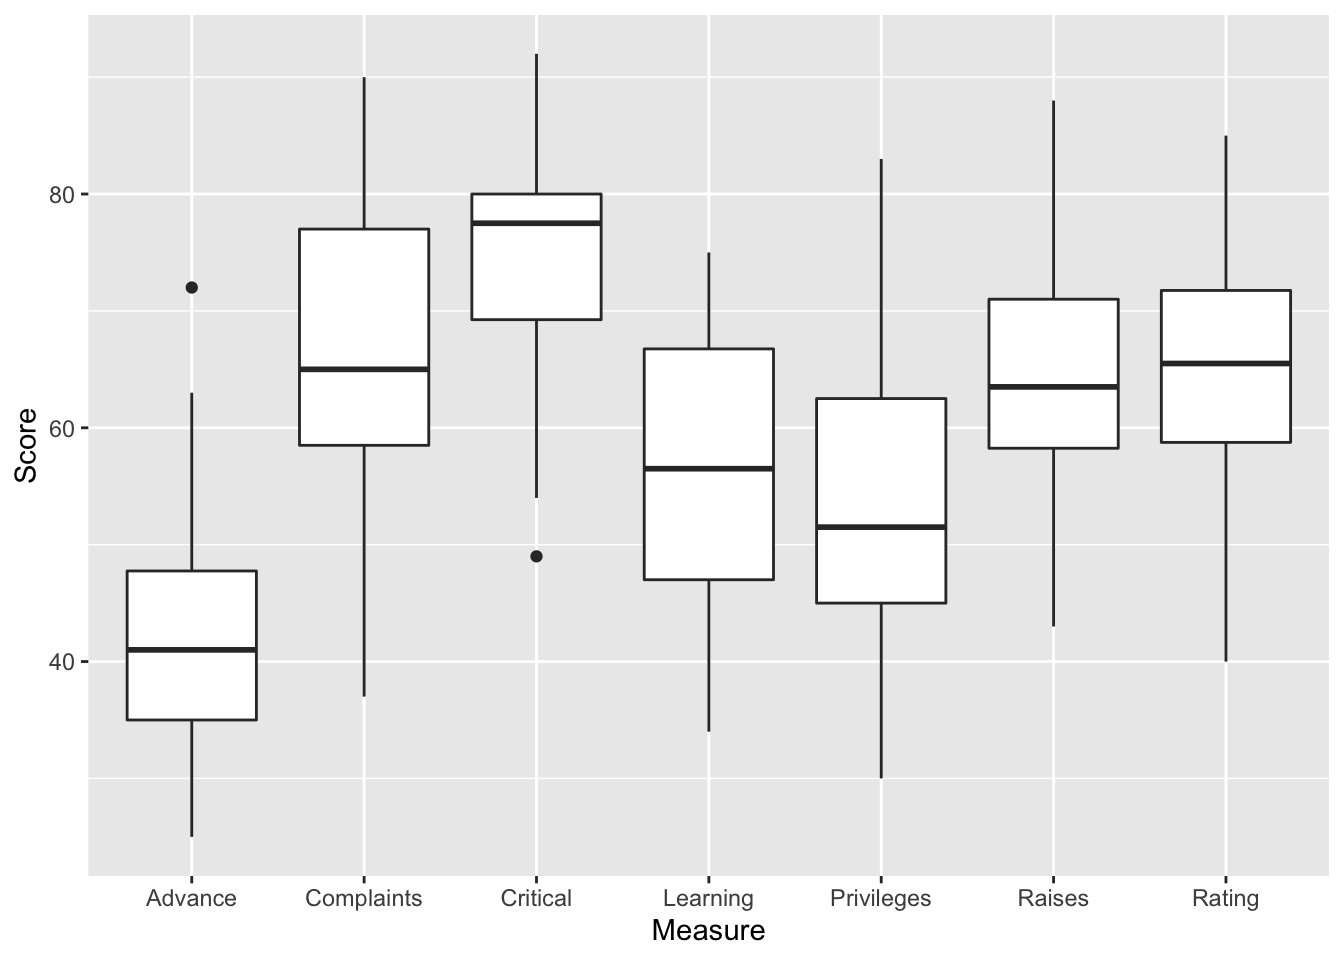 Score
80
60
40
Advance Complaints Critical Learning Privileges Raises Rating
Measure